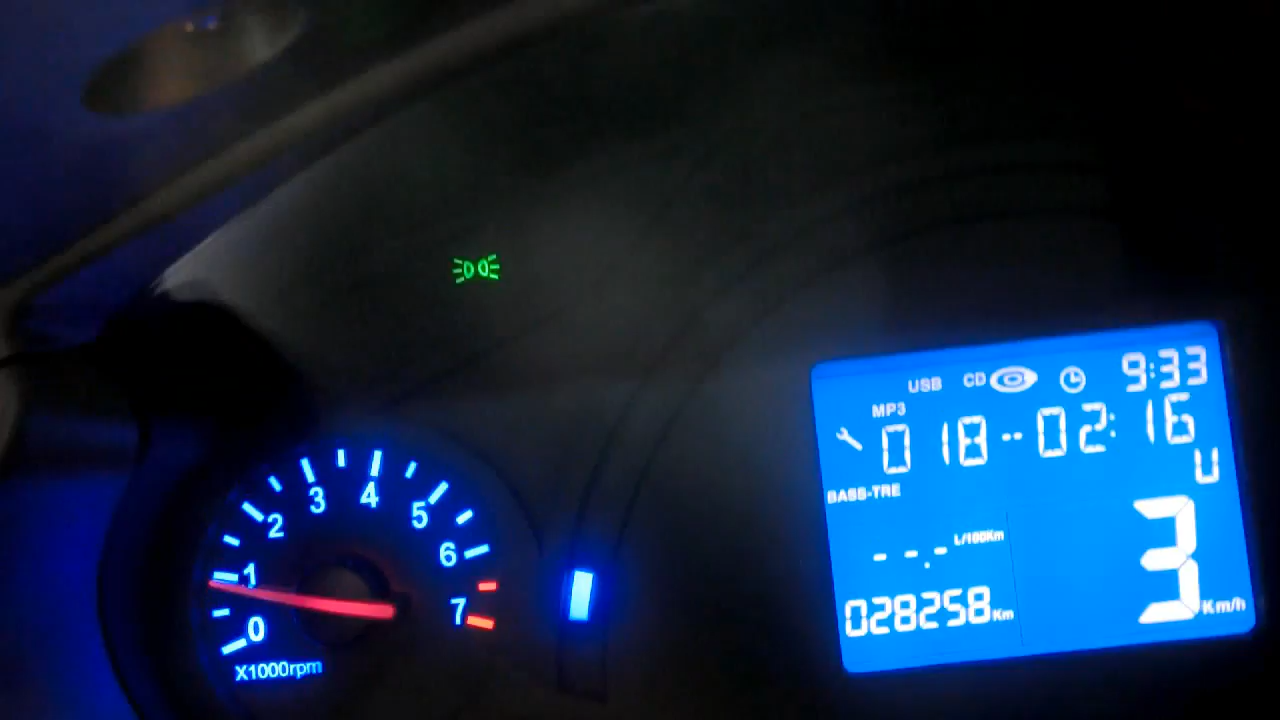 USB CD 9:33
MP3
018--02:16
U
BASS-TRE
--.- L/100Km
3 Km/h
028258 Km
0 1 2 3 4 5 6 7
X1000rpm